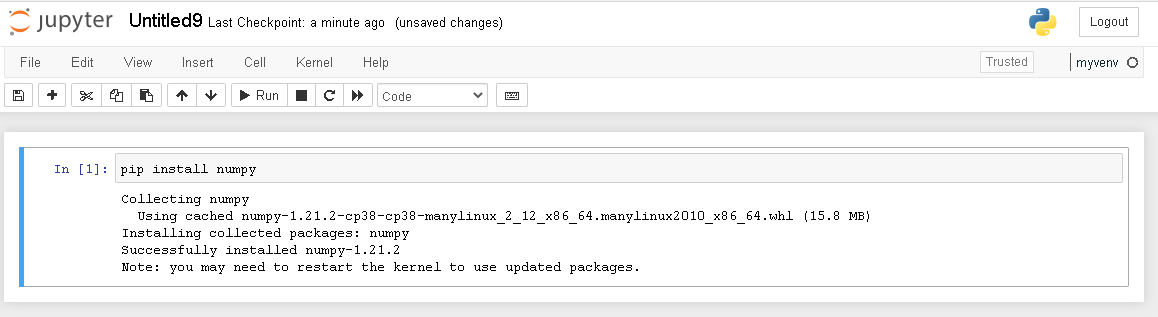 jupyter Untitled9 Last Checkpoint: a minute ago (unsaved changes) Logout
File Edit View Insert Cell Kernel Help Trusted myvenv
Run Code
In [1]: pip install numpy
Collecting numpy
Using cached numpy-1.21.2-cp38-cp38-manylinux_2_12_x86_64.manylinux2010_x86_64.whl (15.8 MB)
Installing collected packages: numpy
Successfully installed numpy-1.21.2
Note: you may need to restart the kernel to use updated packages.